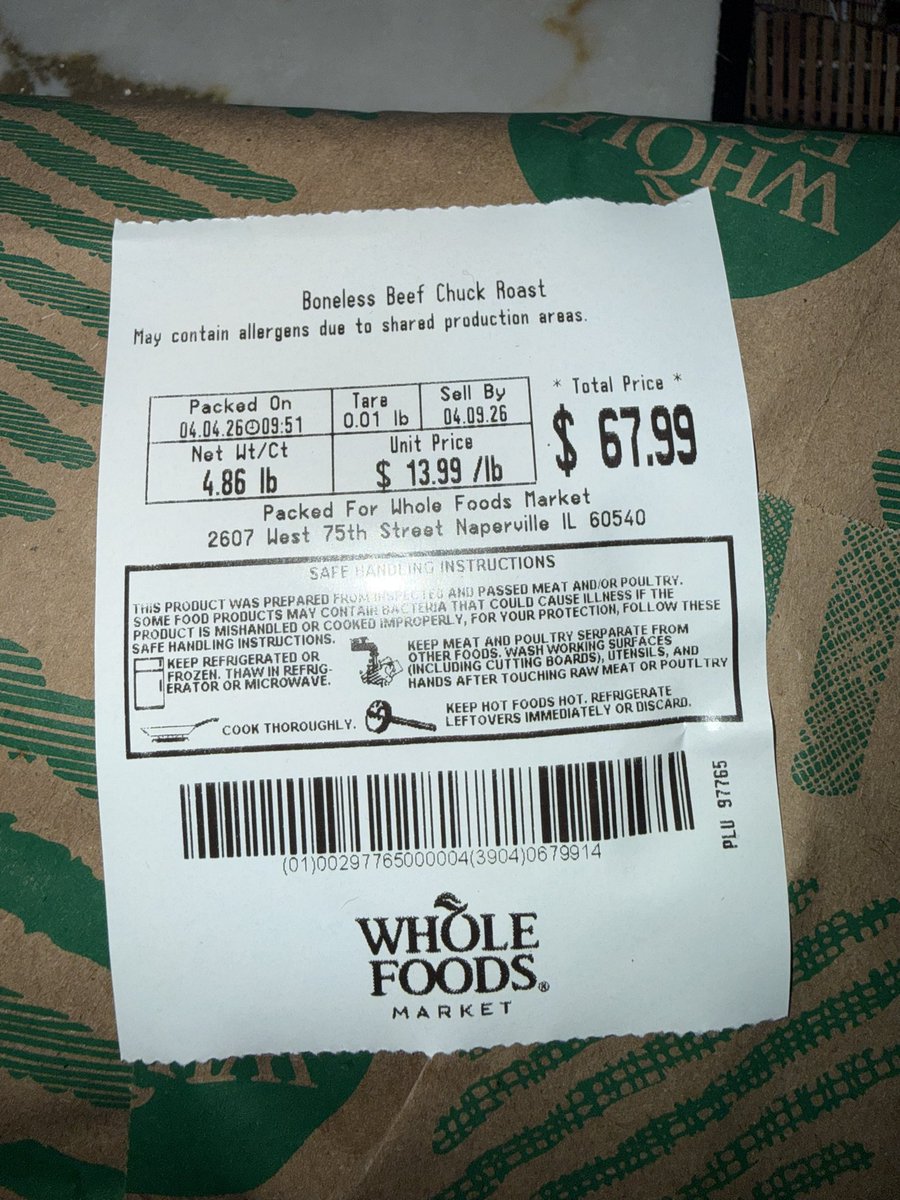 WHOLE
FO
Boneless Beef Chuck Roast
May contain allergens due to shared production areas.
Packed On
04.04.26 09:51
Tare
0.01 lb
Sell By
04.09.26
* Total Price *
$ 67.99
Net Wt/Ct
4.86 lb
Unit Price
$ 13.99 /lb
Packed For Whole Foods Market
2607 West 75th Street Naperville IL 60540
SAFE HANDLING INSTRUCTIONS
THIS PRODUCT WAS PREPARED FROM INSPECTED AND PASSED MEAT AND/OR POULTRY.
SOME FOOD PRODUCTS MAY CONTAIN BACTERIA THAT COULD CAUSE ILLNESS IF THE
PRODUCT IS MISHANDLED OR COOKED IMPROPERLY, FOR YOUR PROTECTION, FOLLOW THESE
SAFE HANDLING INSTRUCTIONS.
KEEP REFRIGERATED OR
FROZEN. THAW IN REFRIG-
ERATOR OR MICROWAVE.
KEEP MEAT AND POULTRY SERPARATE FROM
OTHER FOODS. WASH WORKING SURFACES
(INCLUDING CUTTING BOARDS), UTENSILS, AND
HANDS AFTER TOUCHING RAW MEAT OR POUTLTRY
COOK THOROUGHLY.
KEEP HOT FOODS HOT. REFRIGERATE
LEFTOVERS IMMEDIATELY OR DISCARD.
PLU 97765
(01)00297765000004(3904)0679914
WHOLE
FOODS®
MARKET